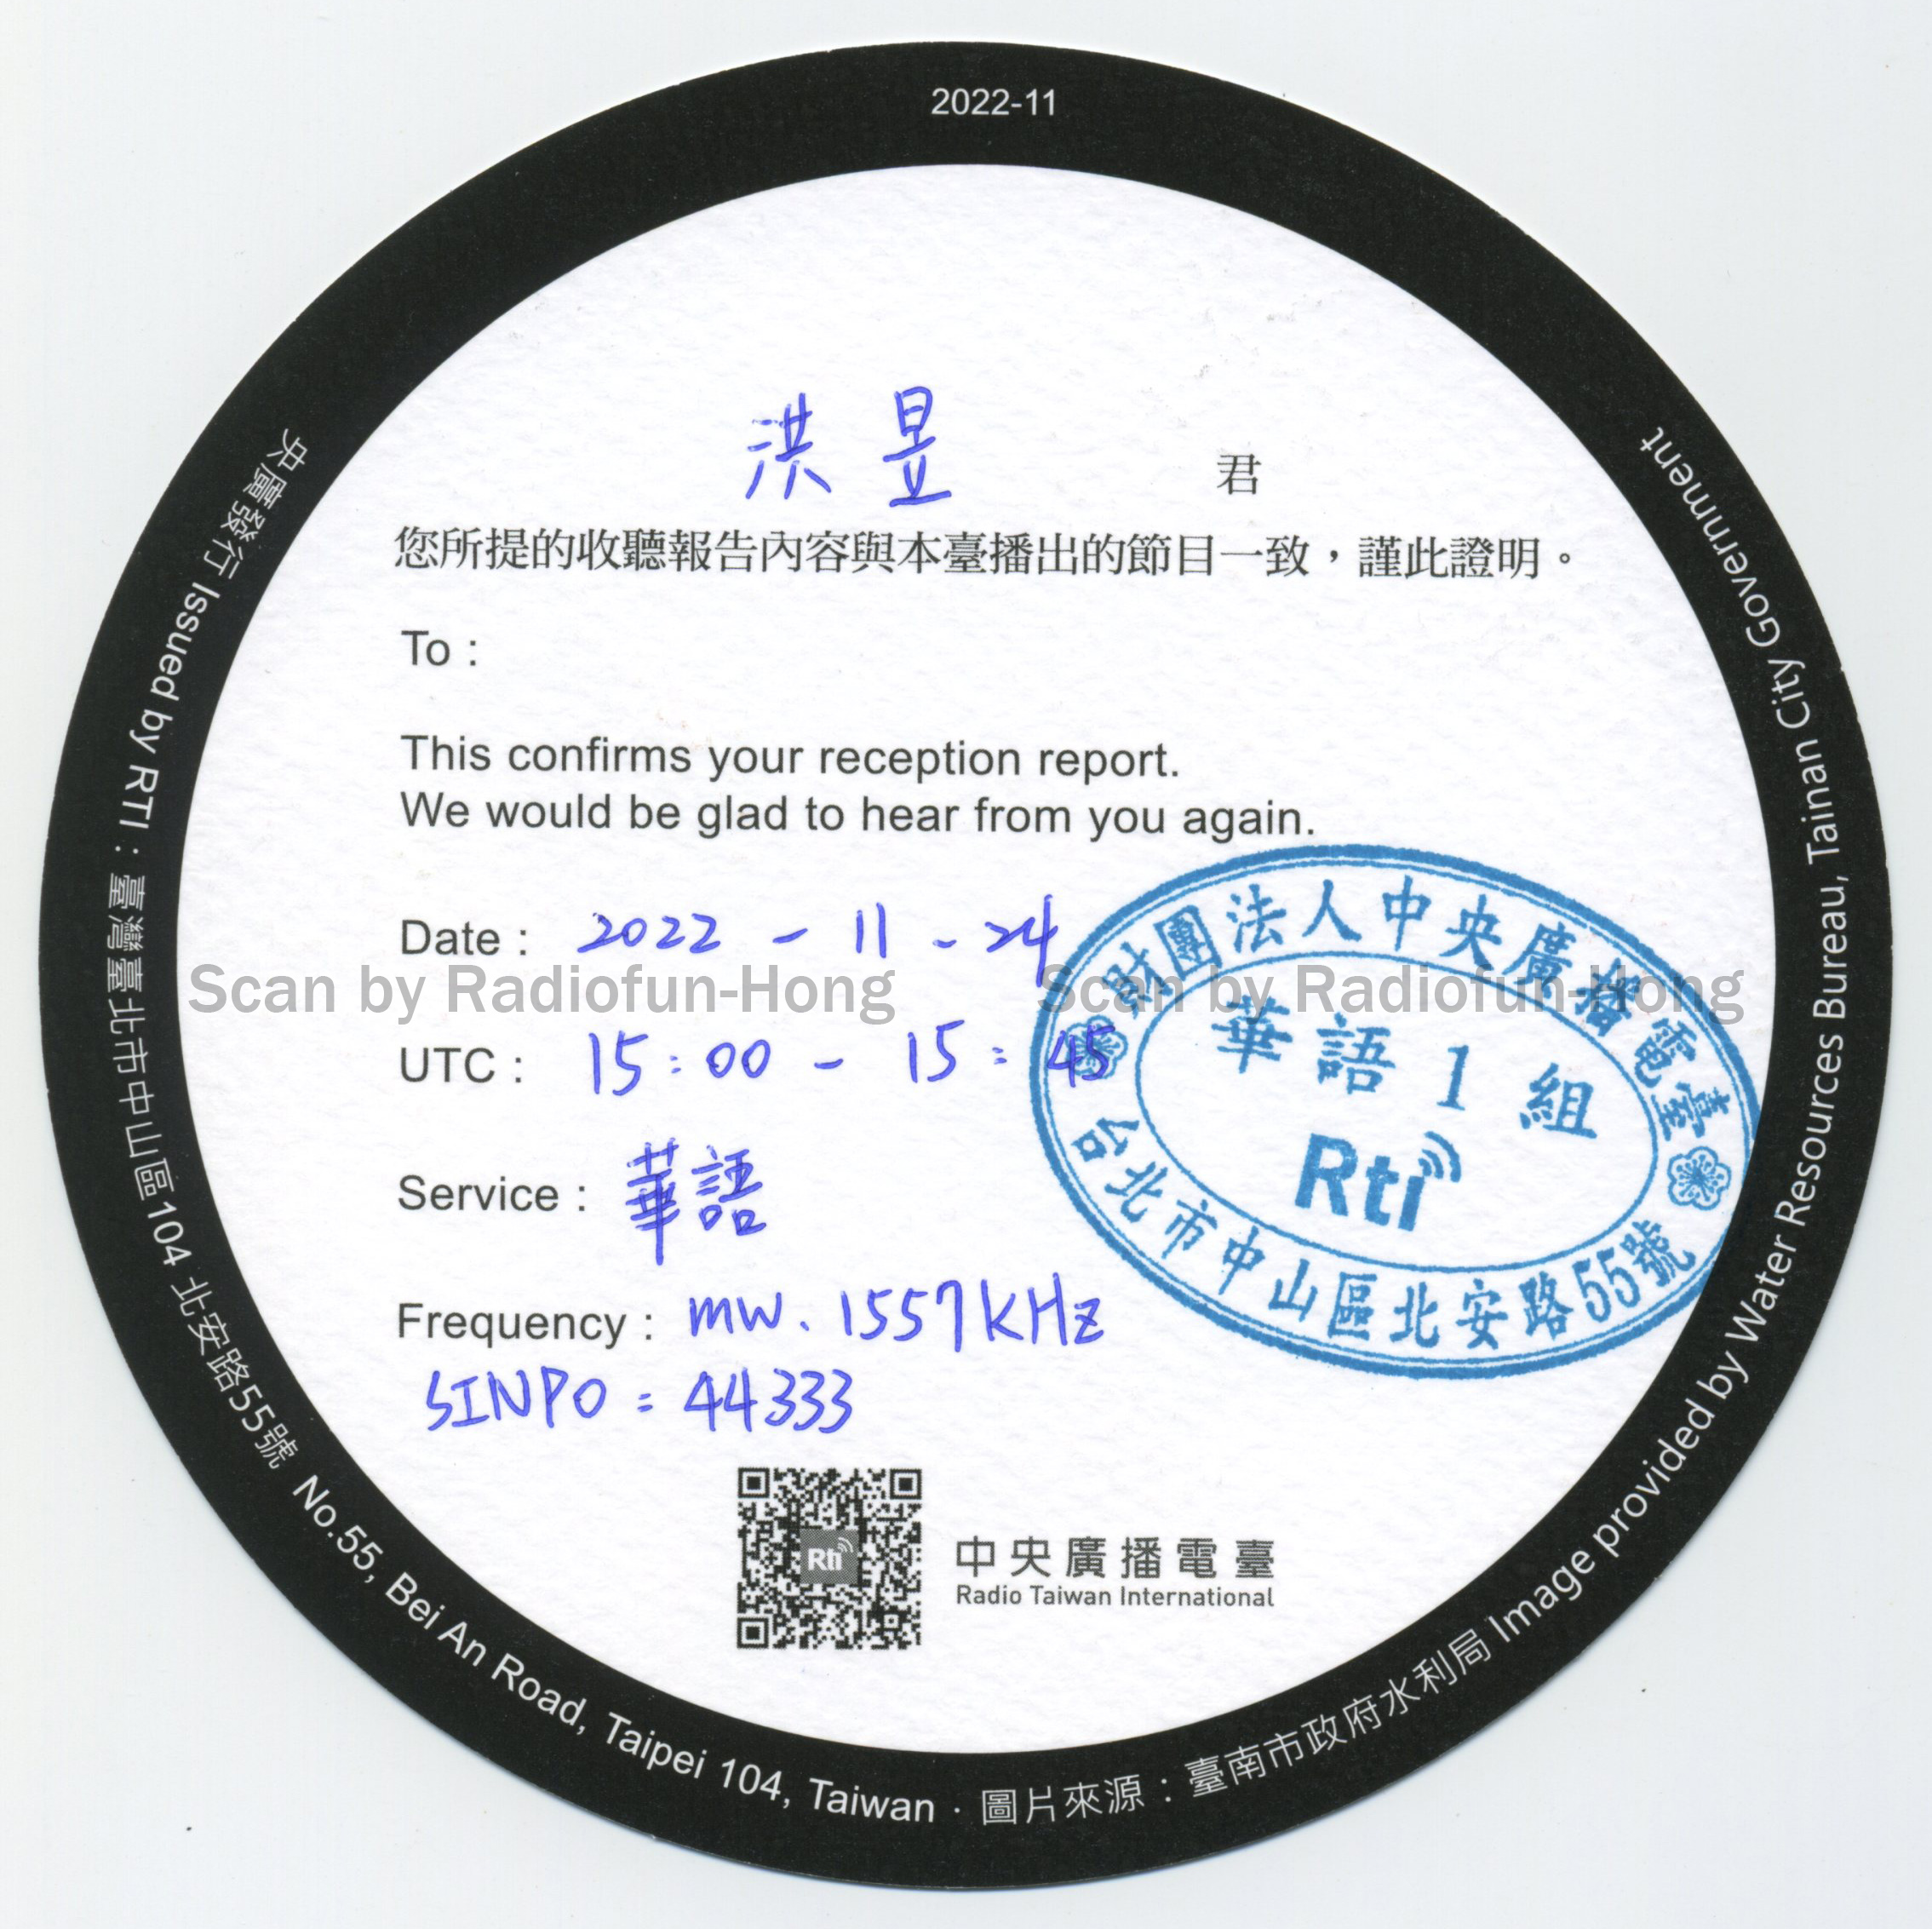 2022-11
洪昱 君
您所提的收聽報告內容與本臺播出的節目一致，謹此證明。
To :
This confirms your reception report.
We would be glad to hear from you again.
Date : 2022 - 11 - 24
Scan by Radiofun-Hong Scan by Radiofun-Hong
UTC : 15:00 - 15:45
Service : 華語
Frequency : MW. 1557KHz
SINPO = 44333
財團法人中央廣播電臺
華語1組
Rti
台北市中山區北安路55號
Rti
中央廣播電臺
Radio Taiwan International
央廣發行 Issued by RTI : 臺灣臺北市中山區104 北安路55號 No.55, Bei An Road, Taipei 104, Taiwan · 圖片來源：臺南市政府水利局 Image provided by Water Resources Bureau, Tainan City Government